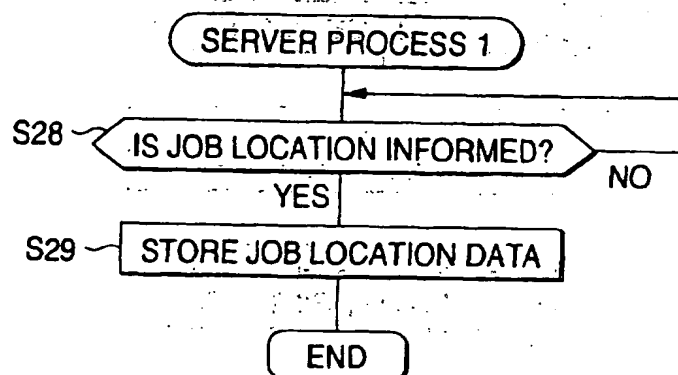 SERVER PROCESS 1
S28
IS JOB LOCATION INFORMED?
NO
YES
S29
STORE JOB LOCATION DATA
END